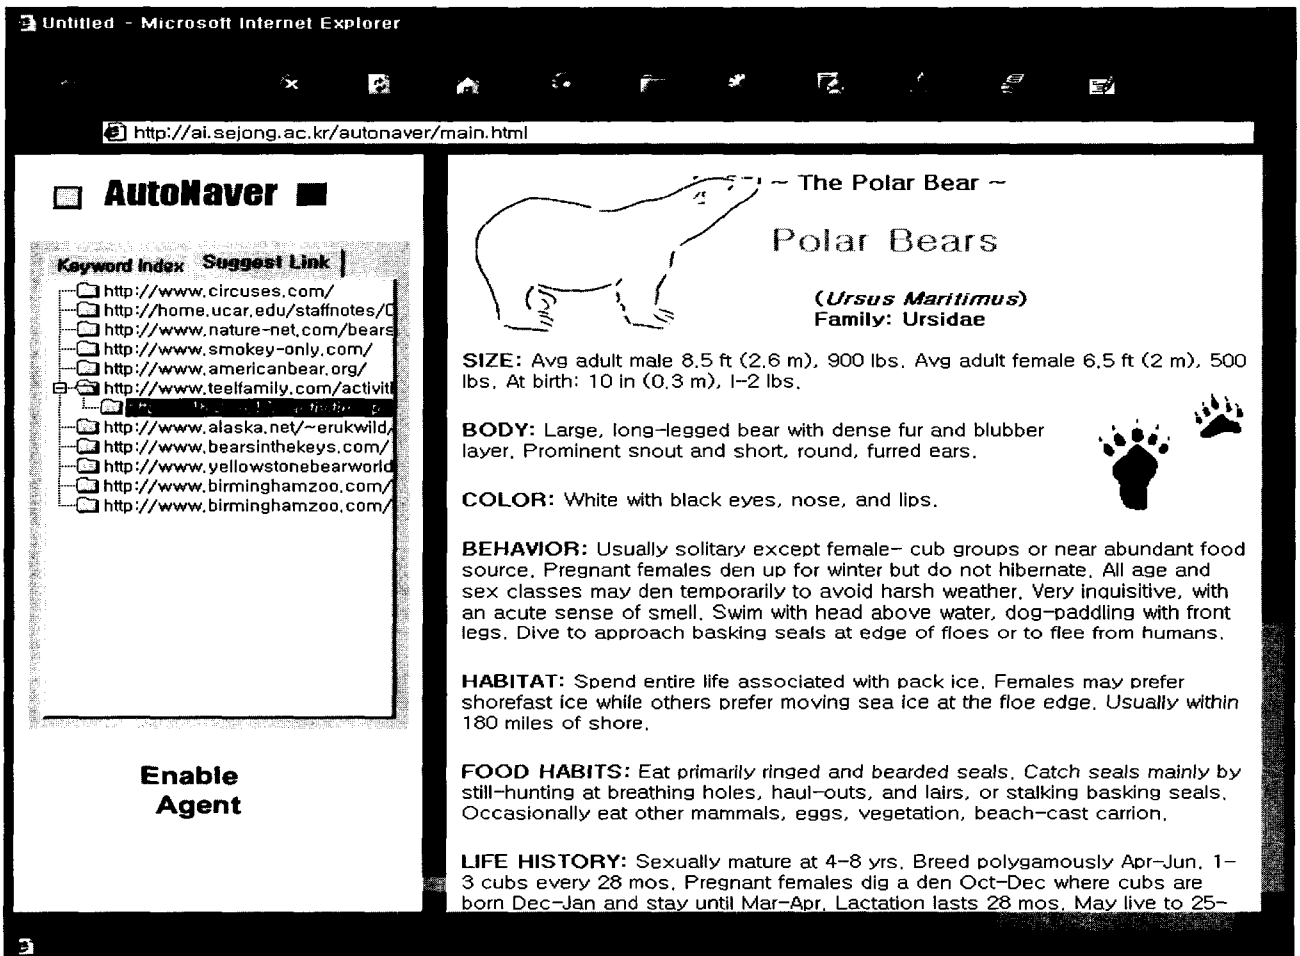 Untitled - Microsoft Internet Explorer
http://ai.sejong.ac.kr/autonaver/main.html
AutoNaver
Keyword Index Suggest Link
http://www.circuses.com/
http://home.ucar.edu/staffnotes/
http://www.nature-net.com/bears
http://www.smokey-only.com/
http://www.americanbear.org/
http://www.teelfamily.com/activiti
http://www.alaska.net/~erukwild/
http://www.bearsinthekeys.com/
http://www.yellowstonebearworld
http://www.birminghamzoo.com/
http://www.birminghamzoo.com/
Enable
Agent
~ The Polar Bear ~
Polar Bears
(Ursus Maritimus)
Family: Ursidae
SIZE: Avg adult male 8.5 ft (2.6 m), 900 lbs. Avg adult female 6.5 ft (2 m), 500
lbs. At birth: 10 in (0.3 m), 1-2 lbs.
BODY: Large, long-legged bear with dense fur and blubber
layer. Prominent snout and short, round, furred ears.
COLOR: White with black eyes, nose, and lips.
BEHAVIOR: Usually solitary except female- cub groups or near abundant food
source. Pregnant females den up for winter but do not hibernate. All age and
sex classes may den temporarily to avoid harsh weather. Very inquisitive, with
an acute sense of smell. Swim with head above water, dog-paddling with front
legs. Dive to approach basking seals at edge of floes or to flee from humans.
HABITAT: Spend entire life associated with pack ice. Females may prefer
shorefast ice while others prefer moving sea ice at the floe edge. Usually within
180 miles of shore.
FOOD HABITS: Eat primarily ringed and bearded seals. Catch seals mainly by
still-hunting at breathing holes, haul-outs, and lairs, or stalking basking seals.
Occasionally eat other mammals, eggs, vegetation, beach-cast carrion.
LIFE HISTORY: Sexually mature at 4-8 yrs. Breed polygamously Apr-Jun. 1-
3 cubs every 28 mos. Pregnant females dig a den Oct-Dec where cubs are
born Dec-Jan and stay until Mar-Apr. Lactation lasts 28 mos. May live to 25-